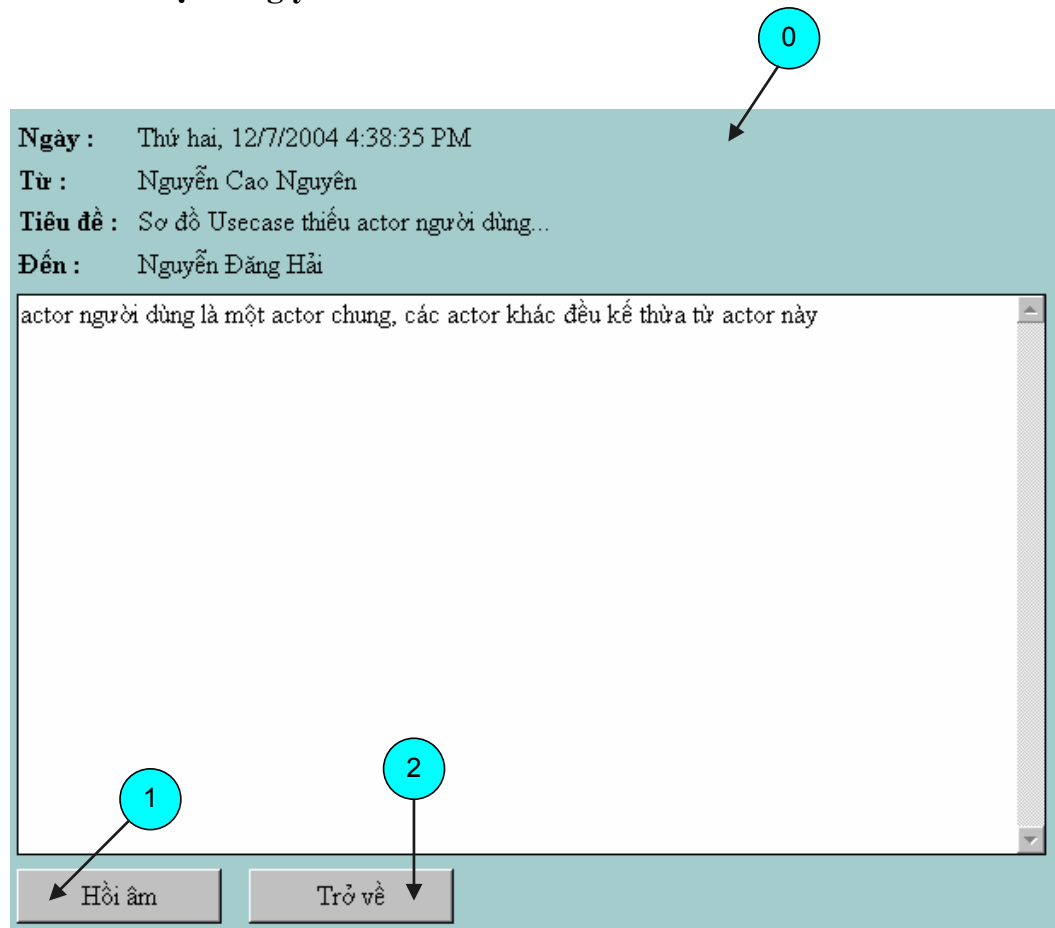 0
Ngày : Thứ hai, 12/7/2004 4:38:35 PM
Từ : Nguyễn Cao Nguyên
Tiêu đề : Sơ đồ Usecase thiếu actor người dùng...
Đến : Nguyễn Đăng Hải
actor người dùng là một actor chung, các actor khác đều kế thừa từ actor này
2
1
Hồi âm Trở về